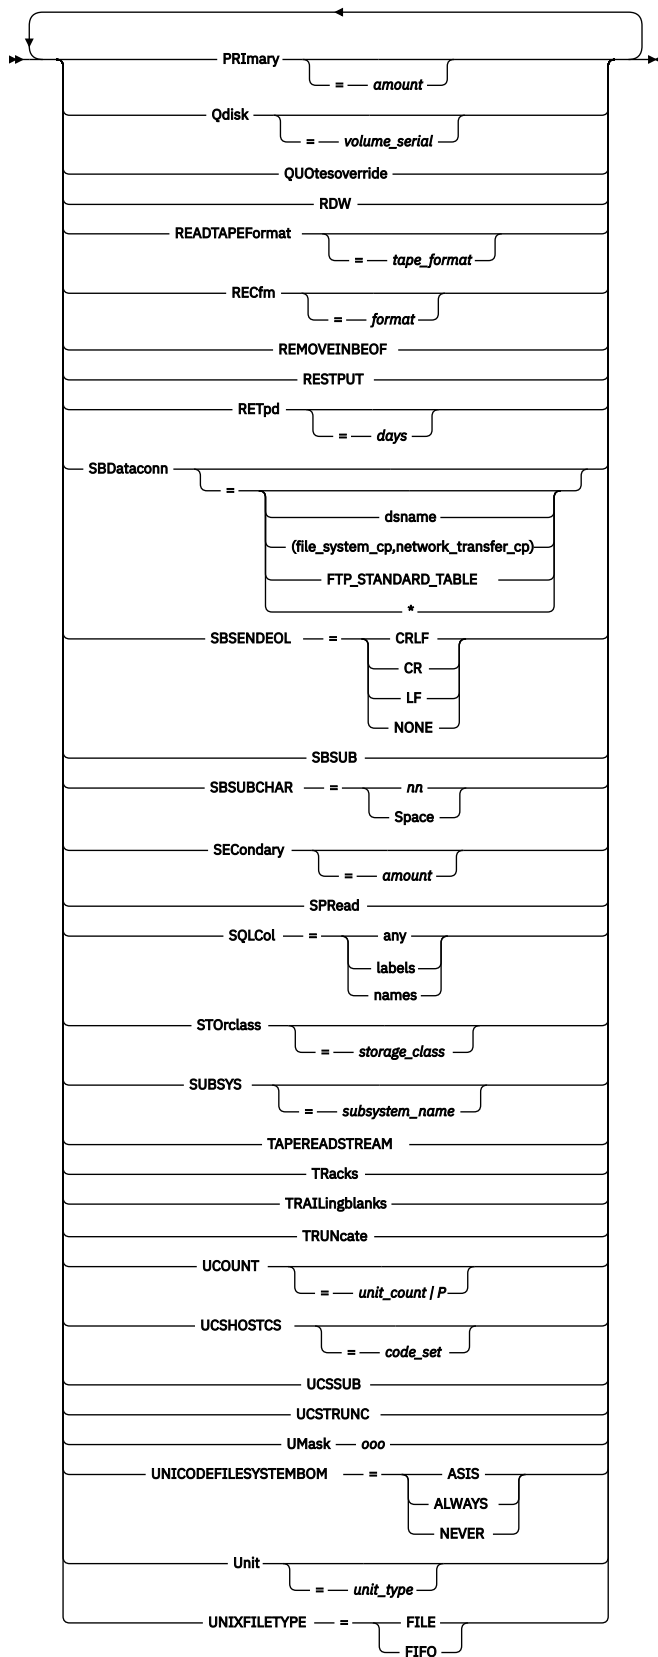 PRImary
= amount
Qdisk
= volume_serial
QUOtesoverride
RDW
READTAPEFormat
= tape_format
RECfm
= format
REMOVEINBEOF
RESTPUT
RETpd
= days
SBDataconn
=
dsname
(file_system_cp,network_transfer_cp)
FTP_STANDARD_TABLE
*
SBSENDEOL = CRLF
CR
LF
NONE
SBSUB
SBSUBCHAR = nn
Space
SECondary
= amount
SPRead
SQLCol = any
labels
names
STOrclass
= storage_class
SUBSYS
= subsystem_name
TAPEREADSTREAM
TRacks
TRAILingblanks
TRUNcate
UCOUNT
= unit_count | P
UCSHOSTCS
= code_set
UCSSUB
UCSTRUNC
UMask ooo
UNICODEFILESYSTEMBOM = ASIS
ALWAYS
NEVER
Unit
= unit_type
UNIXFILETYPE = FILE
FIFO